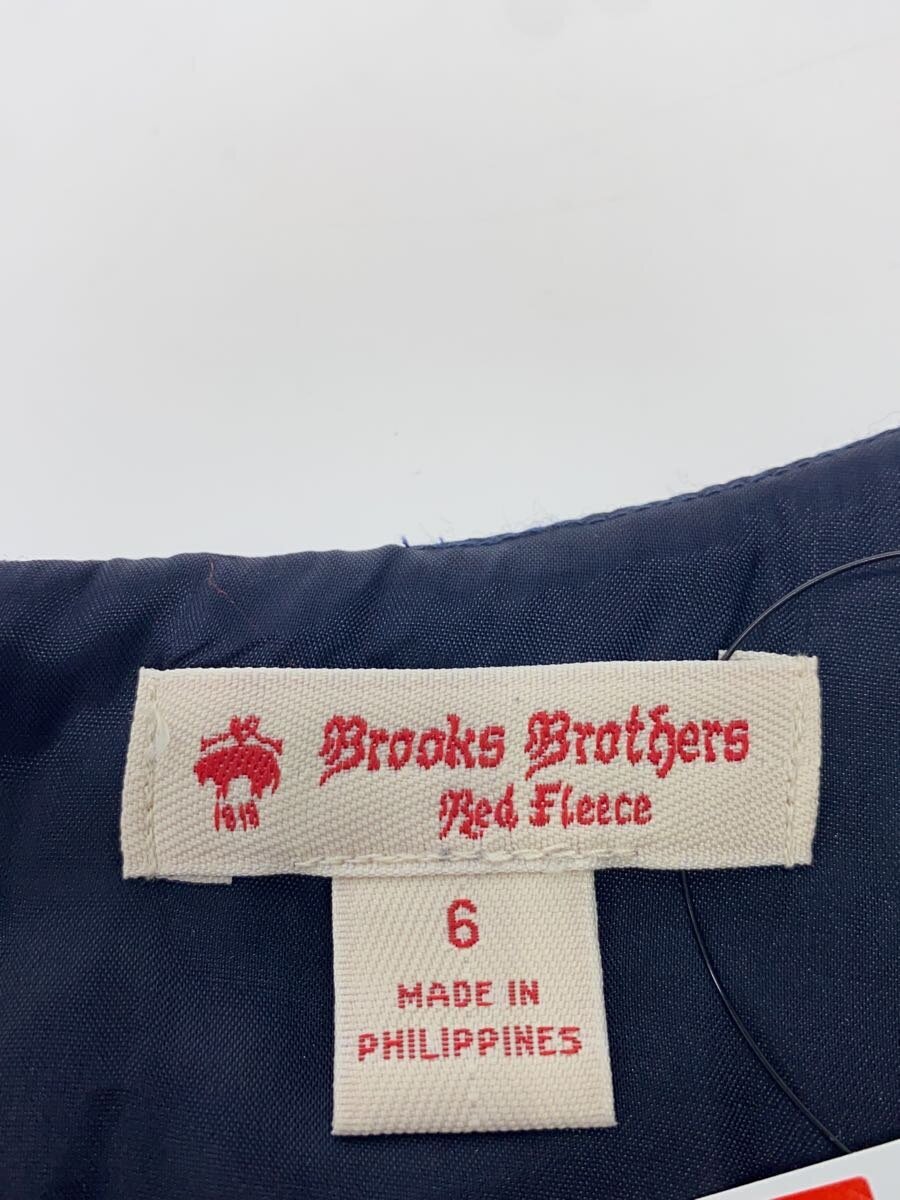 Brooks Brothers
Red Fleece
1818
6
MADE IN
PHILIPPINES